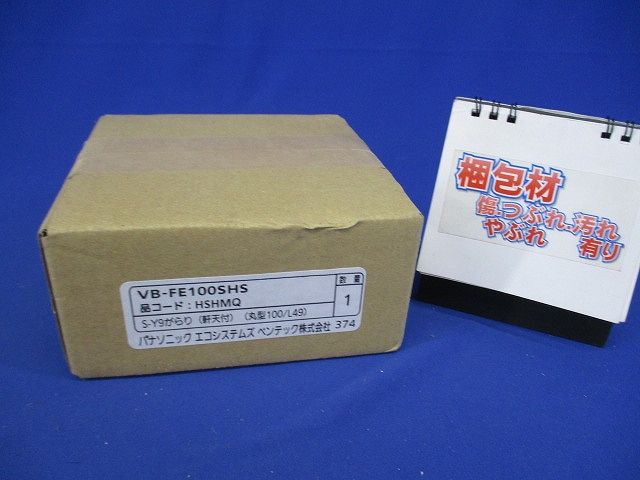 VB-FE100SHS
品コード:HSHMQ
数量
1
S-Y9がらり (軒天付) (丸型100/L49)
パナソニック エコシステムズ ベンテック株式会社 374
梱包材
傷・つぶれ・汚れ
やぶれ 有り